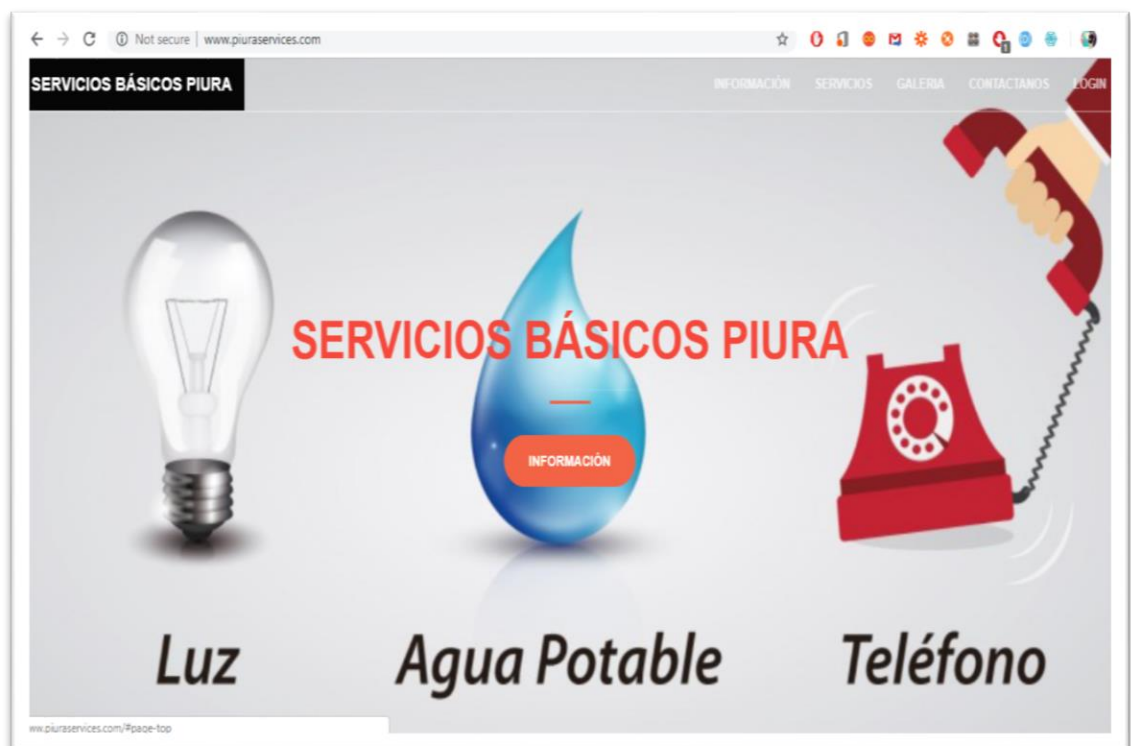 Not secure | www.piuraservices.com
SERVICIOS BÁSICOS PIURA
INFORMACIÓN SERVICIOS GALERIA CONTACTANOS LOGIN
SERVICIOS BÁSICOS PIURA
INFORMACIÓN
Luz Agua Potable Teléfono
ww.piuraservices.com/#page-top